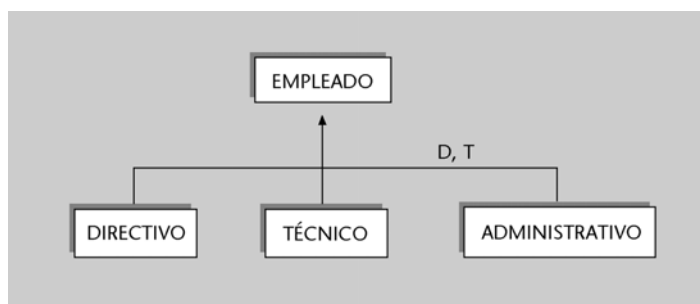 EMPLEADO
D, T
DIRECTIVO
TÉCNICO
ADMINISTRATIVO